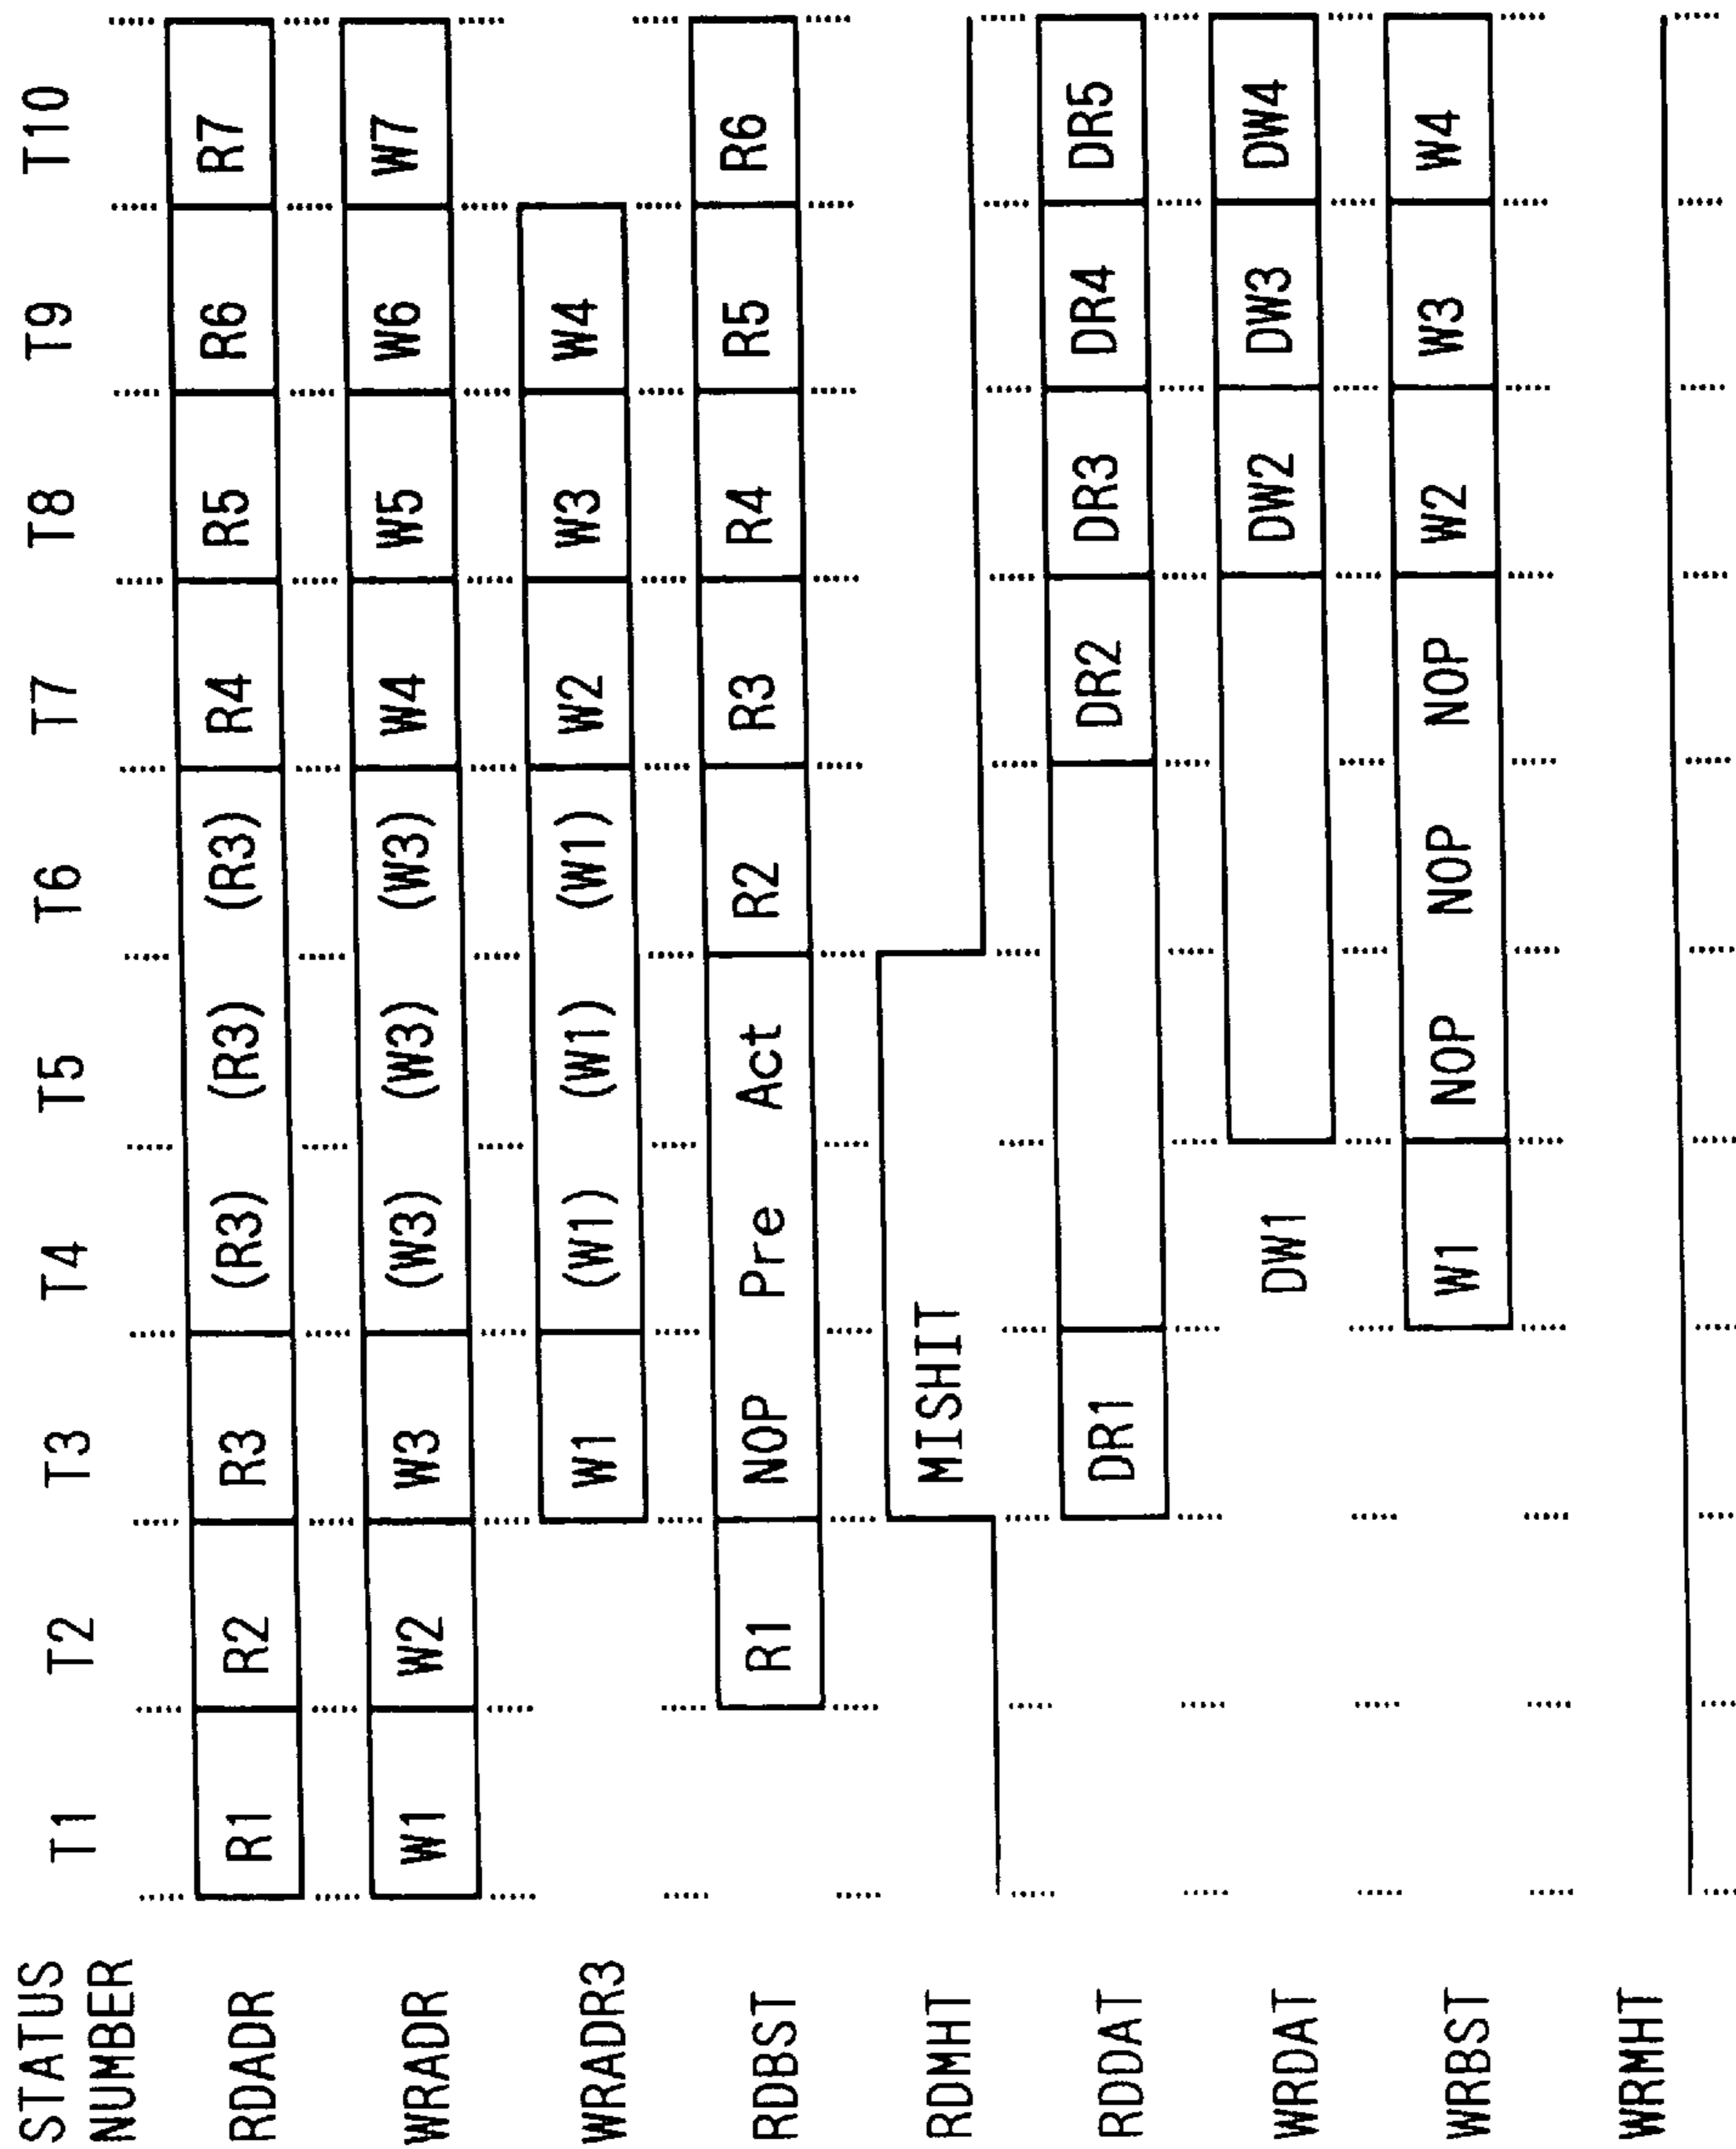 STATUS NUMBER T1 T2 T3 T4 T5 T6 T7 T8 T9 T10
RDADR R1 R2 R3 (R3) (R3) (R3) R4 R5 R6 R7
WRADR W1 W2 W3 (W3) (W3) (W3) W4 W5 W6 W7
WRADR3 W1 (W1) (W1) (W1) W2 W3 W4
RDBST R1 NOP Pre Act R2 R3 R4 R5 R6
RDMHT MISHIT
RDDAT DR1 DR2 DR3 DR4 DR5
WRDAT DW1 DW2 DW3 DW4
WRBST W1 NOP NOP NOP W2 W3 W4
WRMHT